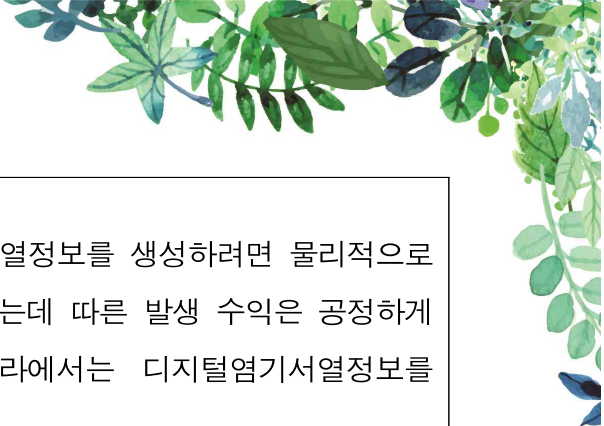 열정보를 생성하려면 물리적으로
는데 따른 발생 수익은 공정하게
라에서는 디지털염기서열정보를